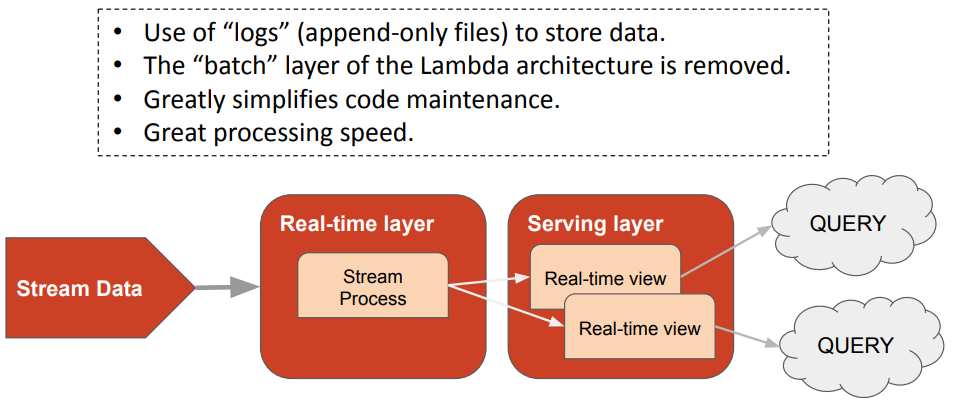 • Use of “logs” (append-only files) to store data.
• The “batch” layer of the Lambda architecture is removed.
• Greatly simplifies code maintenance.
• Great processing speed.
Stream Data
Real-time layer
Stream
Process
Serving layer
Real-time view
Real-time view
QUERY
QUERY